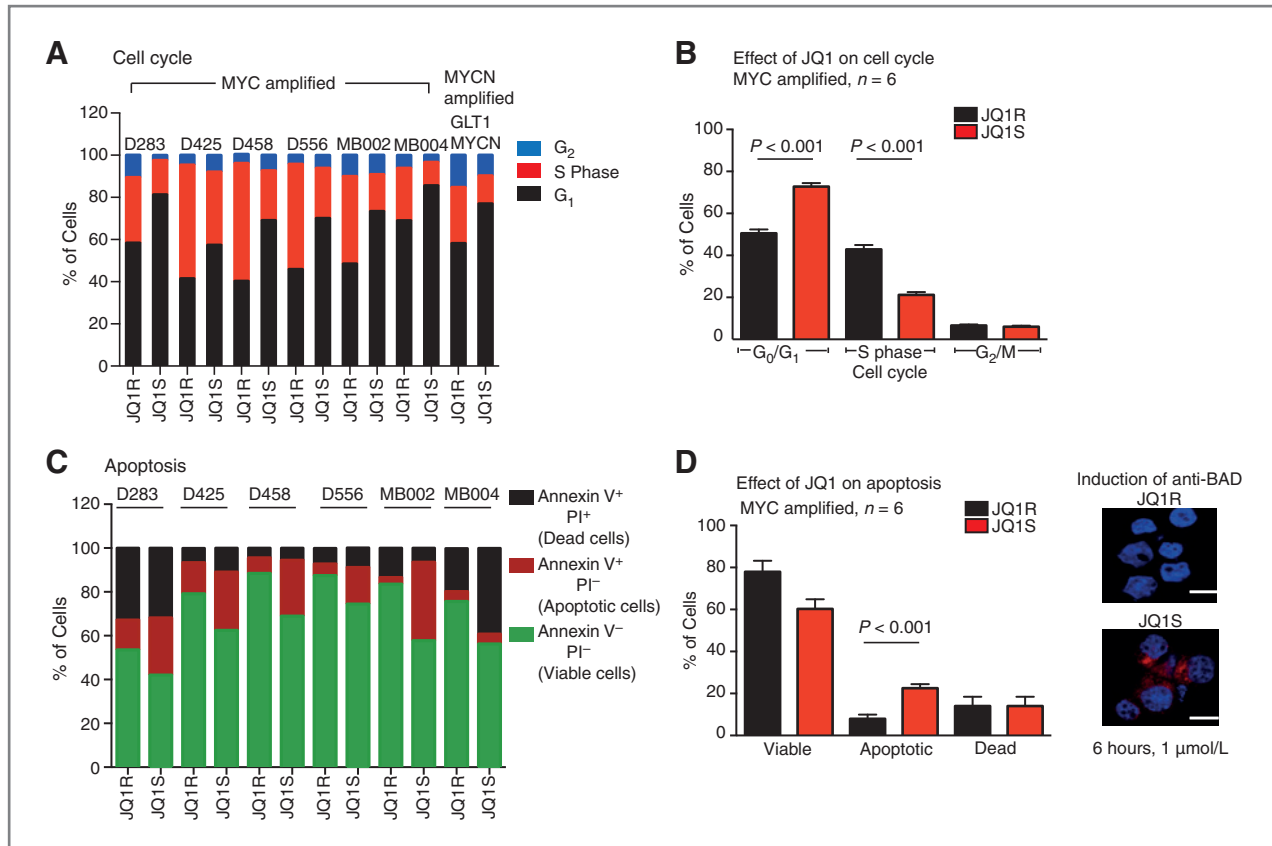 A
Cell cycle
MYC amplified
MYCN
amplified
GLT1
MYCN
D283 D425 D458 D556 MB002 MB004
120
100
80
60
40
20
0
% of Cells
G2
S Phase
G1
JQ1R JQ1S JQ1R JQ1S JQ1R JQ1S JQ1R JQ1S JQ1R JQ1S JQ1R JQ1S JQ1R JQ1S
B
Effect of JQ1 on cell cycle
MYC amplified, n = 6
JQ1R
JQ1S
100
80
60
40
20
0
% of Cells
P < 0.001 P < 0.001
G0/G1 S phase G2/M
Cell cycle
C
Apoptosis
D283 D425 D458 D556 MB002 MB004
120
100
80
60
40
20
0
% of Cells
Annexin V+
PI+
(Dead cells)
Annexin V+
PI–
(Apoptotic cells)
Annexin V–
PI–
(Viable cells)
JQ1R JQ1S JQ1R JQ1S JQ1R JQ1S JQ1R JQ1S JQ1R JQ1S JQ1R JQ1S
D
Effect of JQ1 on apoptosis
MYC amplified, n = 6
JQ1R
JQ1S
100
80
60
40
20
0
% of Cells
P < 0.001
Viable Apoptotic Dead
Induction of anti-BAD
JQ1R
JQ1S
6 hours, 1 μmol/L